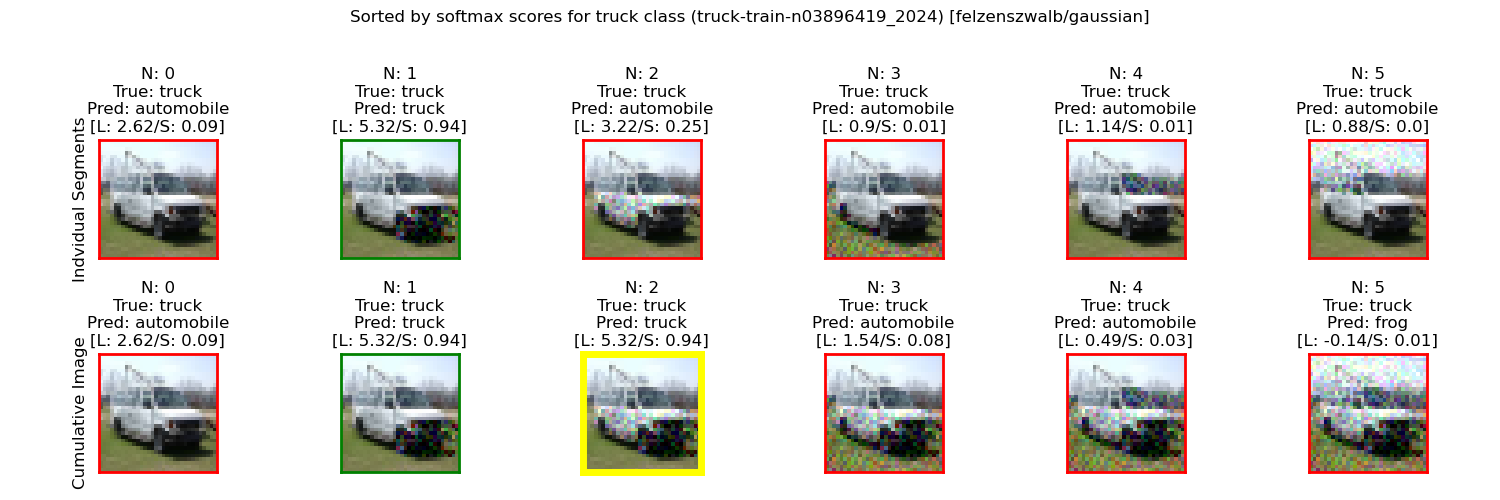 Sorted by softmax scores for truck class (truck-train-n03896419_2024) [felzenszwalb/gaussian]
Indvidual Segments
N: 0
True: truck
Pred: automobile
[L: 2.62/S: 0.09]
N: 1
True: truck
Pred: truck
[L: 5.32/S: 0.94]
N: 2
True: truck
Pred: automobile
[L: 3.22/S: 0.25]
N: 3
True: truck
Pred: automobile
[L: 0.9/S: 0.01]
N: 4
True: truck
Pred: automobile
[L: 1.14/S: 0.01]
N: 5
True: truck
Pred: automobile
[L: 0.88/S: 0.0]
Cumulative Image
N: 0
True: truck
Pred: automobile
[L: 2.62/S: 0.09]
N: 1
True: truck
Pred: truck
[L: 5.32/S: 0.94]
N: 2
True: truck
Pred: truck
[L: 5.32/S: 0.94]
N: 3
True: truck
Pred: automobile
[L: 1.54/S: 0.08]
N: 4
True: truck
Pred: automobile
[L: 0.49/S: 0.03]
N: 5
True: truck
Pred: frog
[L: -0.14/S: 0.01]